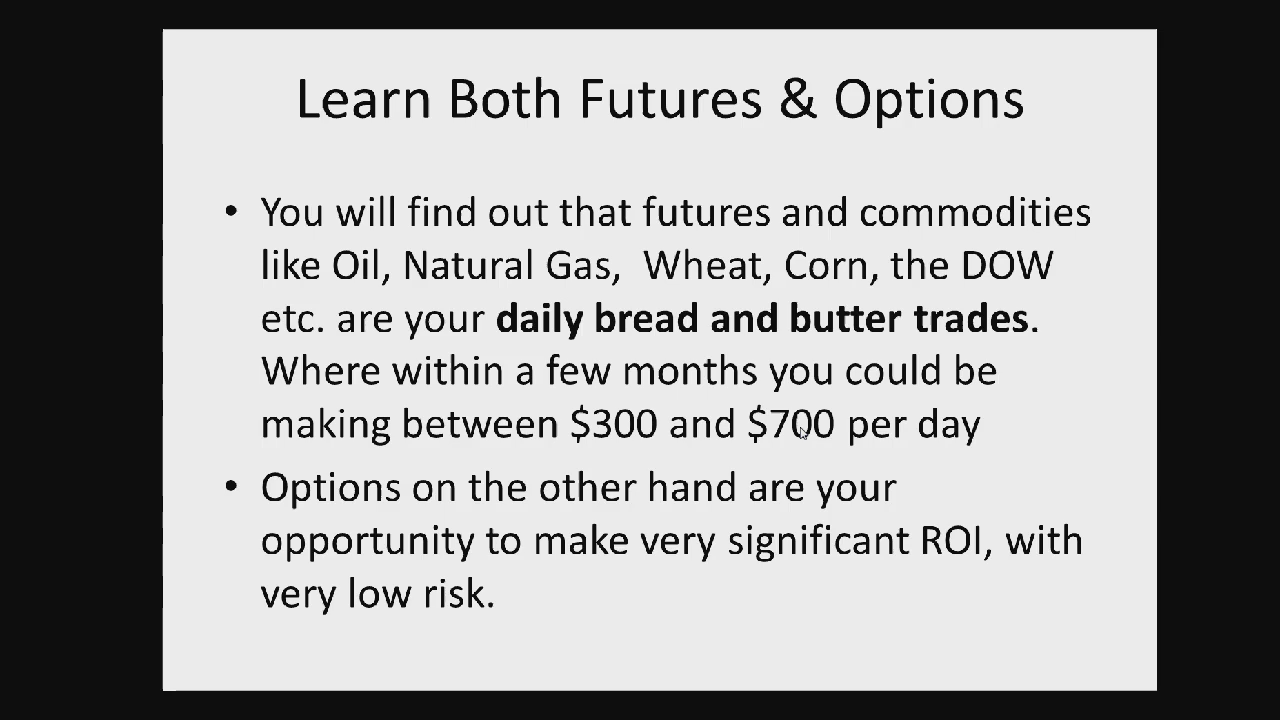 Learn Both Futures & Options
• You will find out that futures and commodities
like Oil, Natural Gas,  Wheat, Corn, the DOW
etc. are your daily bread and butter trades.
Where within a few months you could be
making between $300 and $700 per day
• Options on the other hand are your
opportunity to make very significant ROI, with
very low risk.